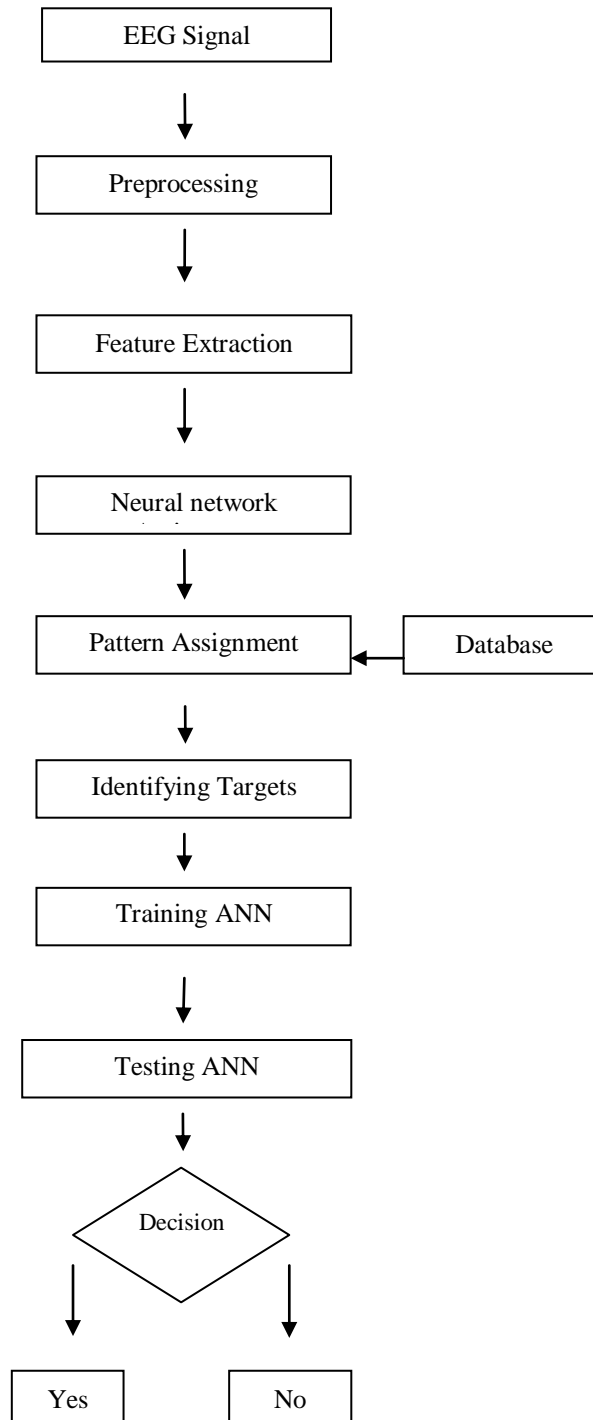 EEG Signal
Preprocessing
Feature Extraction
Neural network
Pattern Assignment
Database
Identifying Targets
Training ANN
Testing ANN
Decision
Yes
No